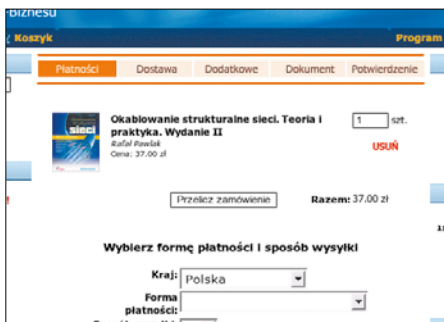 Biznesu
Koszyk Program
Płatności Dostawa Dodatkowe Dokument Potwierdzenie
sieci
Okablowanie strukturalne sieci. Teoria i
praktyka. Wydanie II
Rafał Pawlak
Cena: 37.00 zł
1 szt.
USUŃ
Przelicz zamówienie Razem: 37.00 zł
Wybierz formę płatności i sposób wysyłki
Kraj: Polska
Forma
płatności: